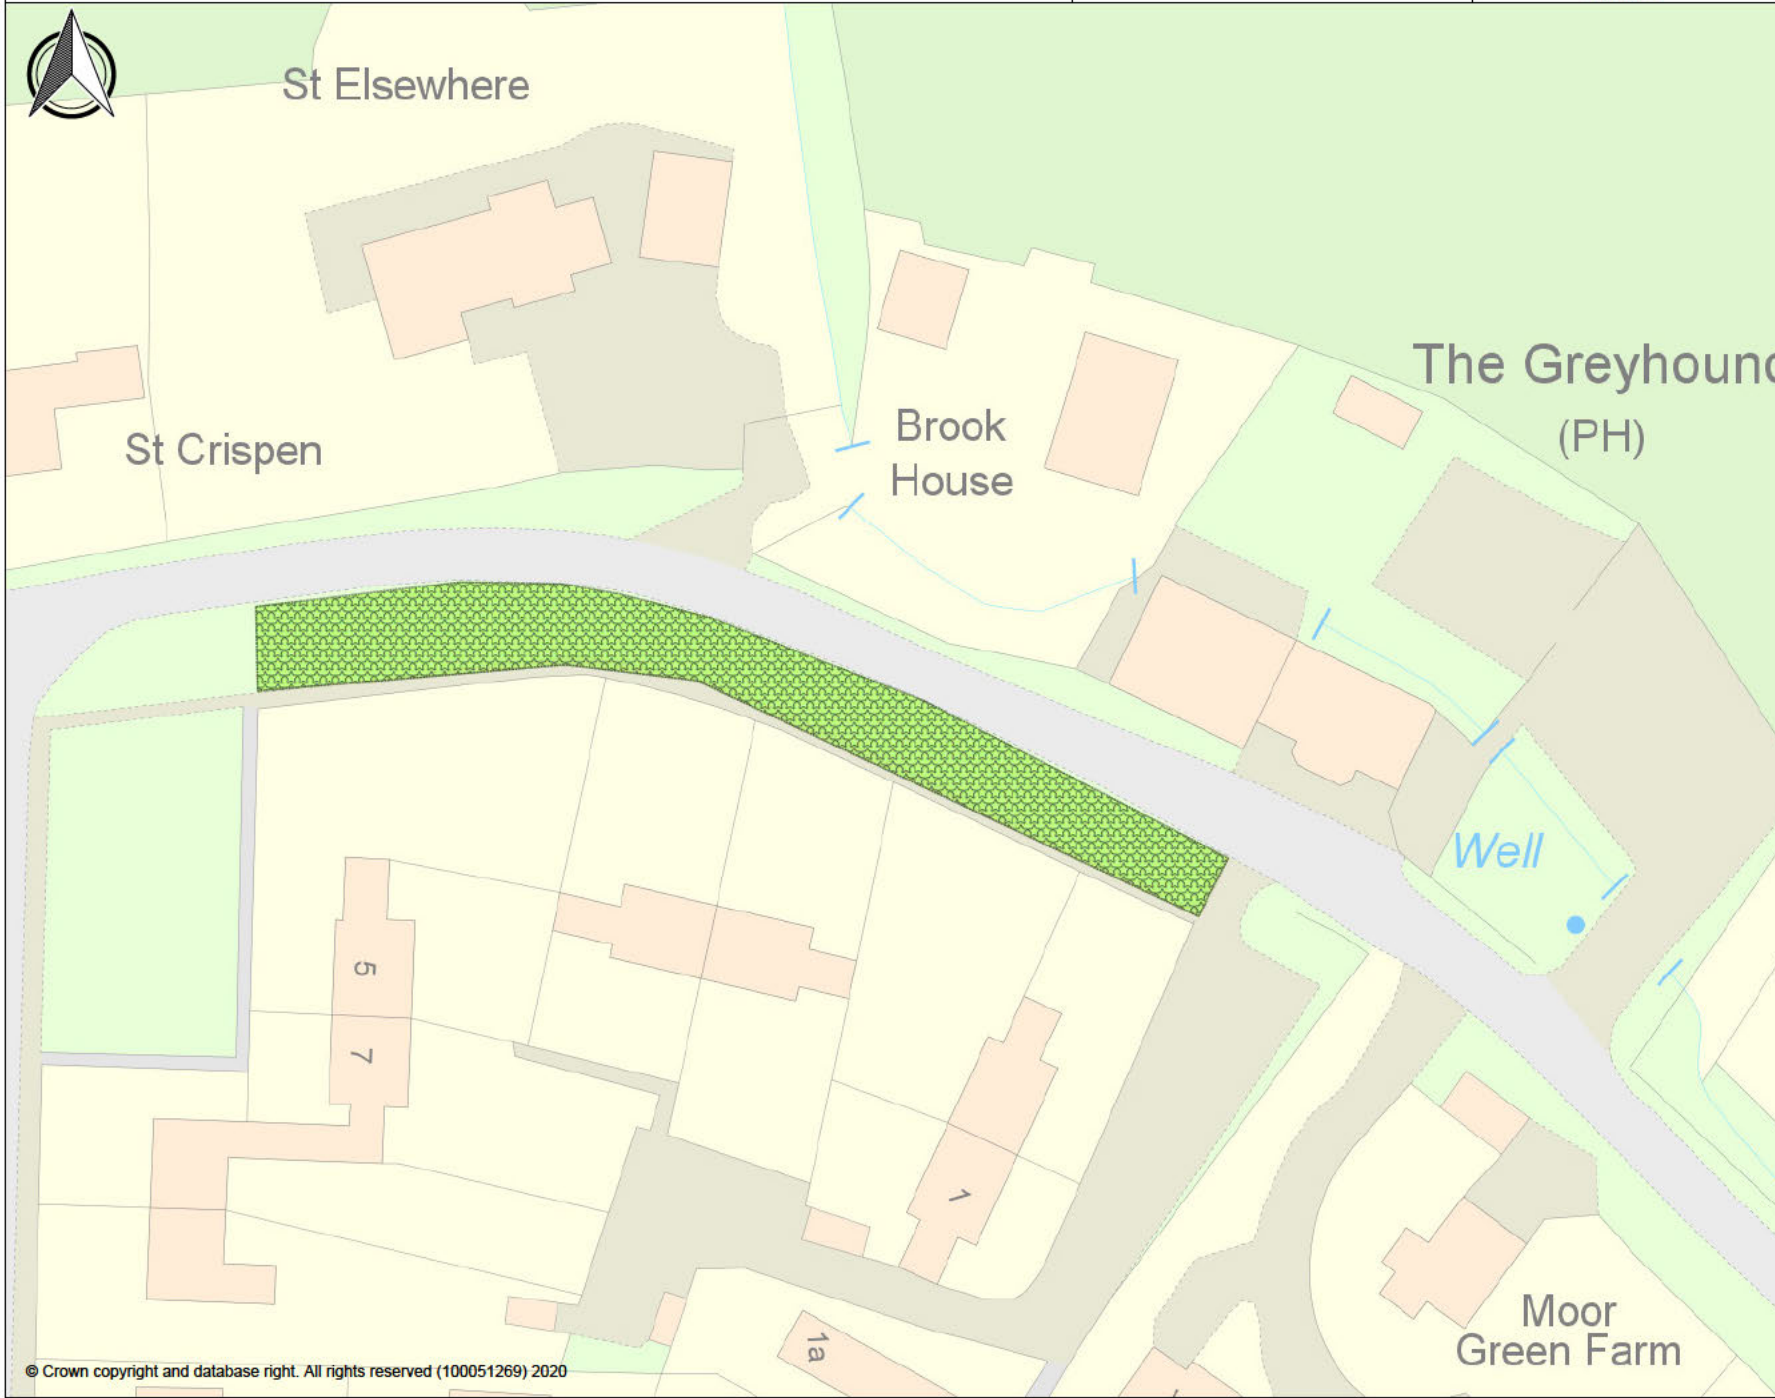 St Elsewhere
The Greyhound
(PH)
Brook
House
St Crispen
Well
5
7
1
Moor
Green Farm
1a
© Crown copyright and database right. All rights reserved (100051269) 2020